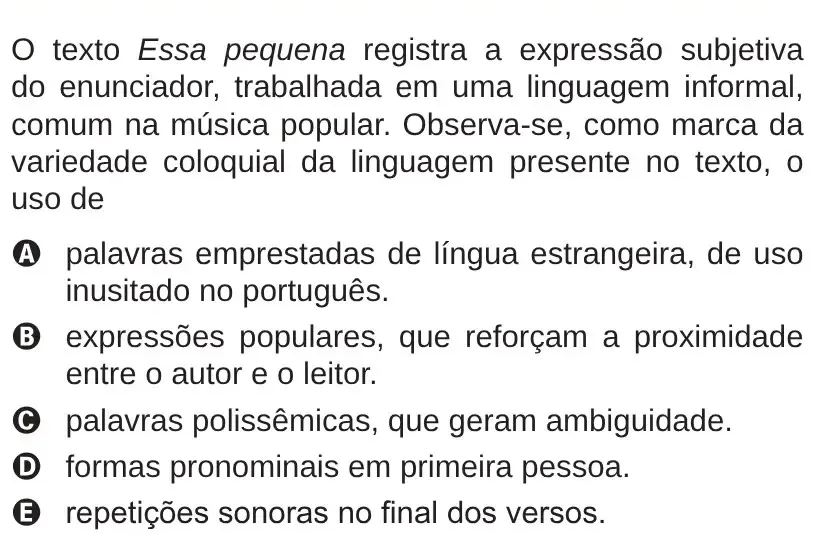 O texto Essa pequena registra a expressão subjetiva
do enunciador, trabalhada em uma linguagem informal,
comum na música popular. Observa-se, como marca da
variedade coloquial da linguagem presente no texto, o
uso de
A palavras emprestadas de língua estrangeira, de uso
inusitado no português.
B expressões populares, que reforçam a proximidade
entre o autor e o leitor.
C palavras polissêmicas, que geram ambiguidade.
D formas pronominais em primeira pessoa.
E repetições sonoras no final dos versos.